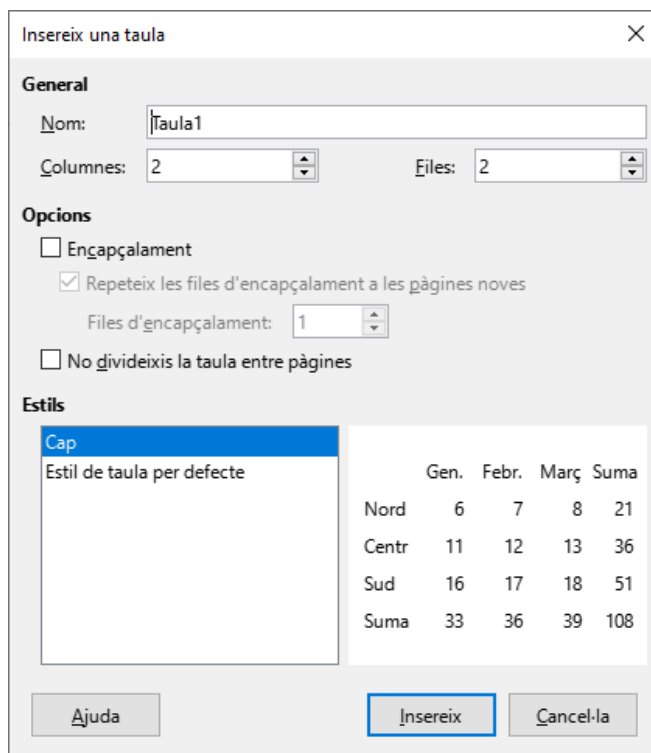 Insereix una taula
General
Nom: Taula1
Columnes: 2 Files: 2
Opcions
Encapçalament
Repeteix les files d'encapçalament a les pàgines noves
Files d'encapçalament: 1
No divideixis la taula entre pàgines
Estils
Cap
Estil de taula per defecte
Gen. Febr. Març Suma
Nord 6 7 8 21
Centr 11 12 13 36
Sud 16 17 18 51
Suma 33 36 39 108
Ajuda Insereix Cancel·la